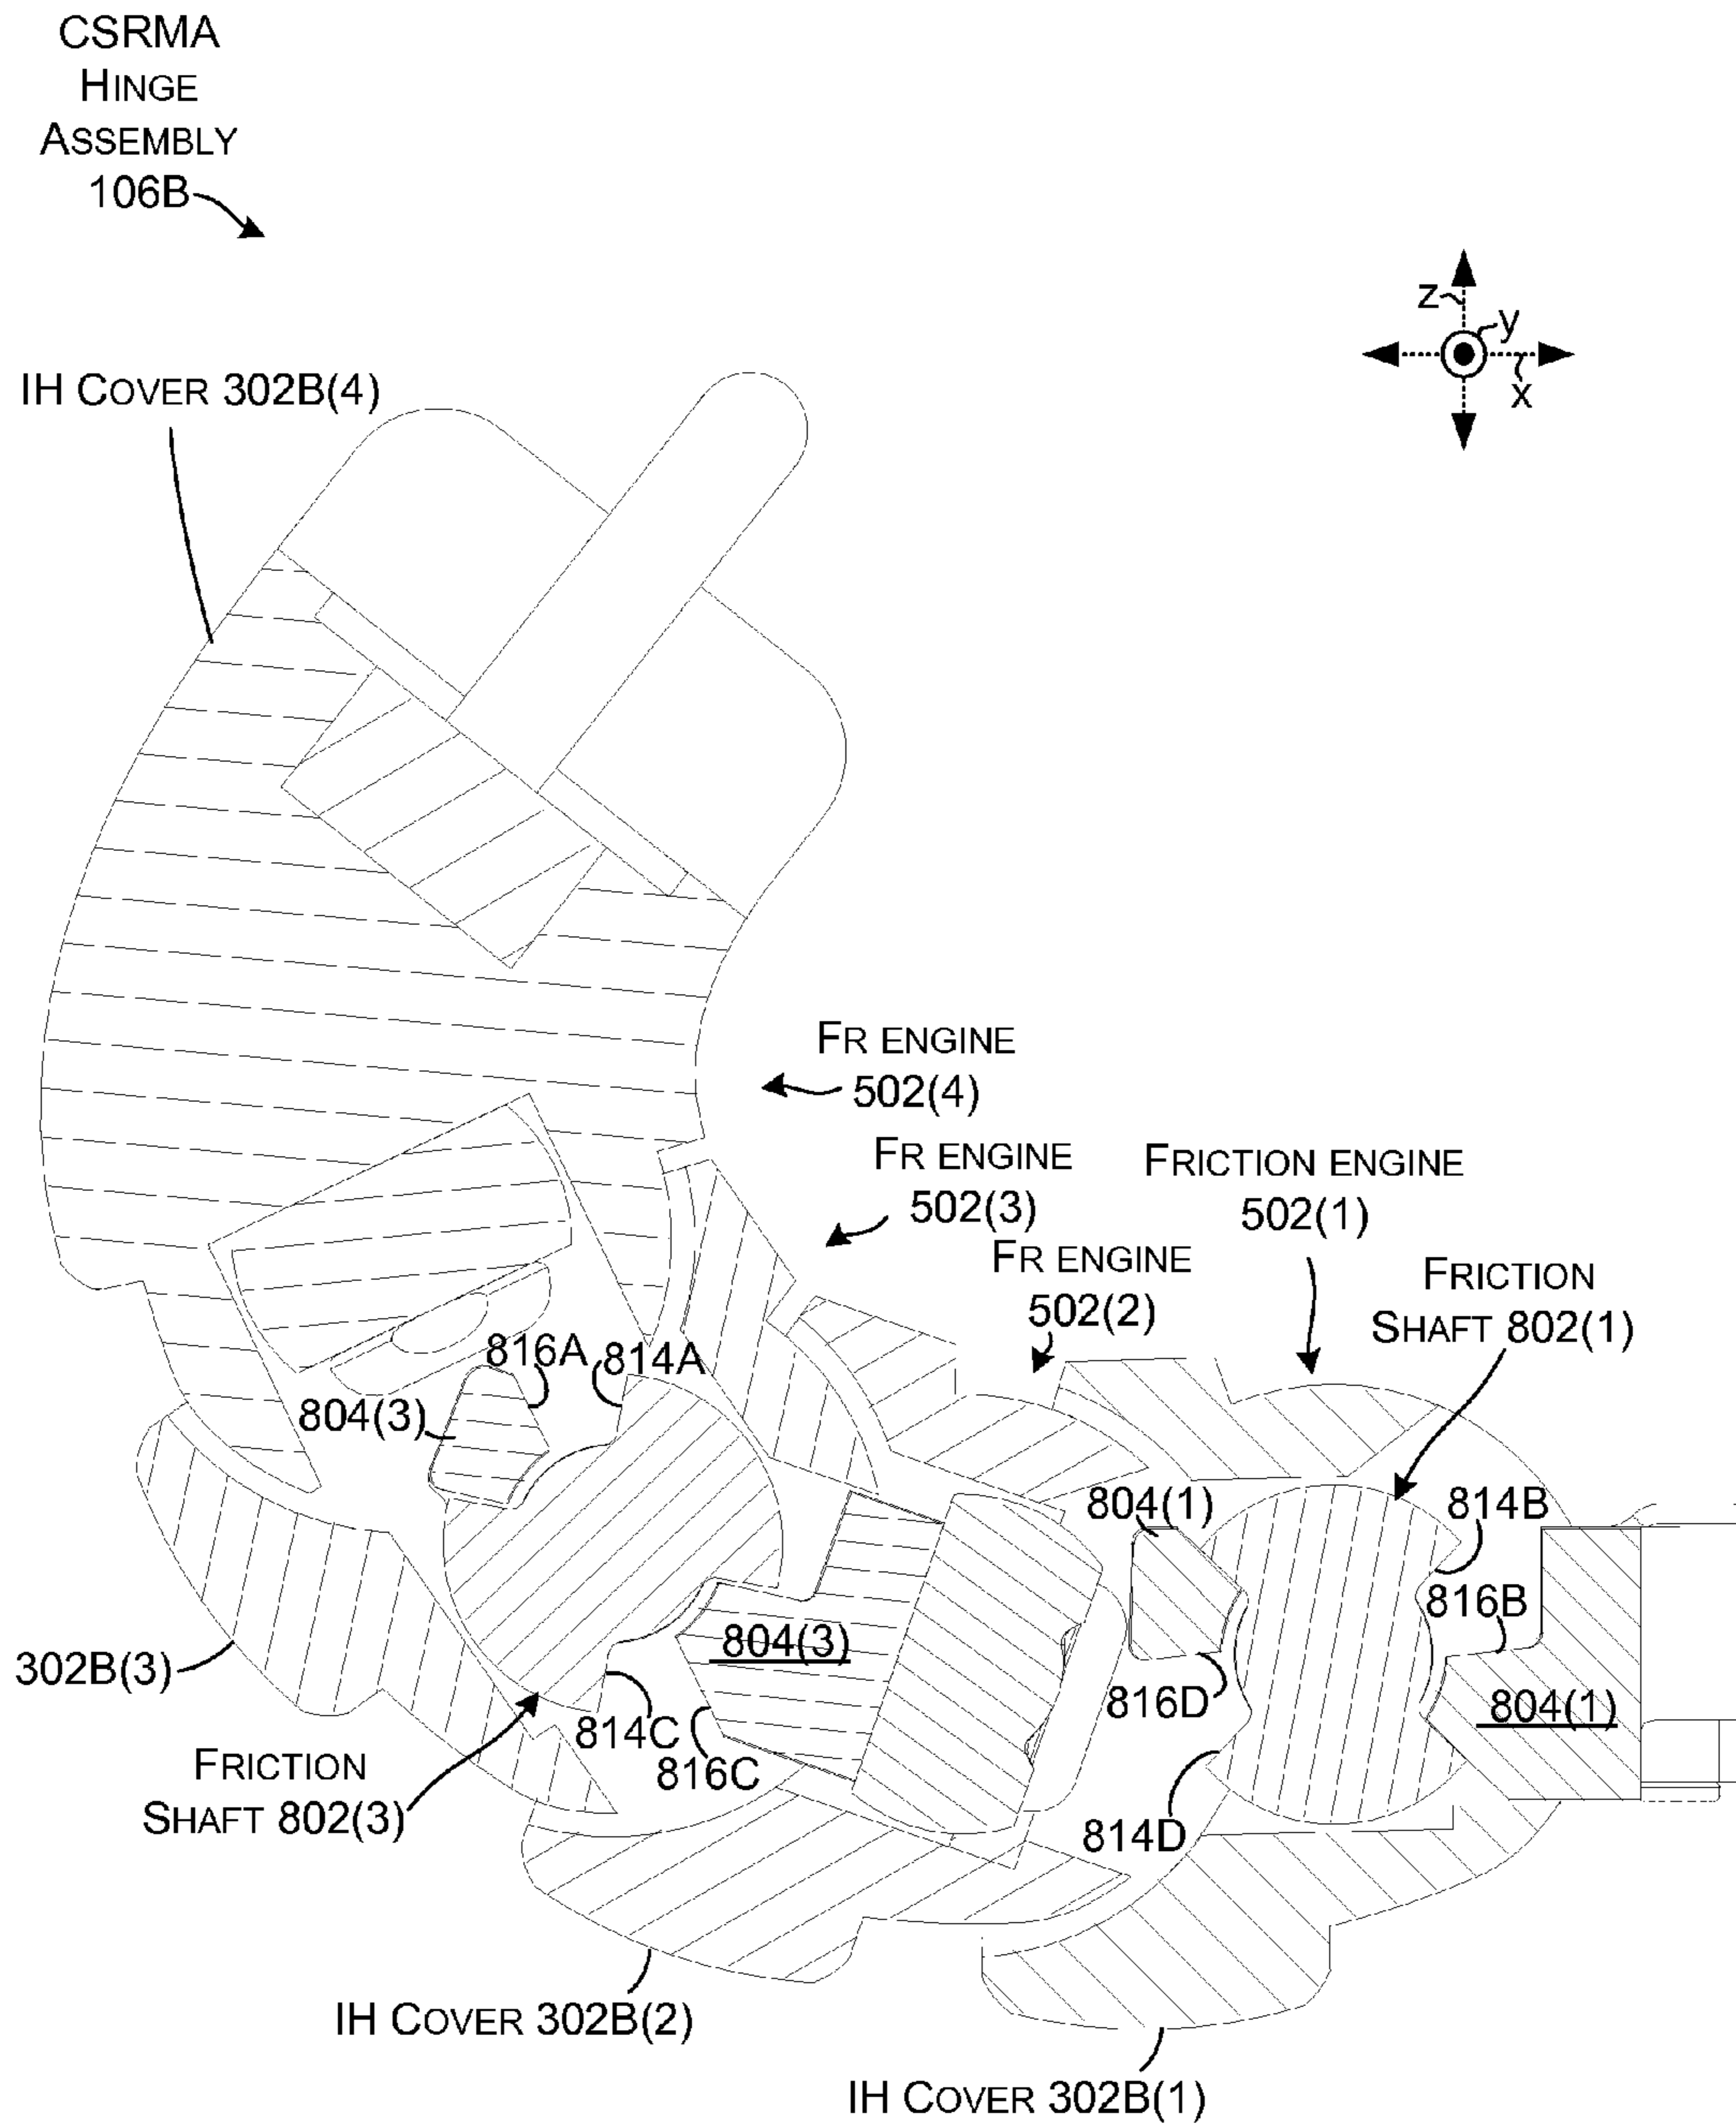 CSRMA
HINGE
ASSEMBLY
106B
z
y
x
IH COVER 302B(4)
FR ENGINE
502(4)
FR ENGINE
502(3)
FRICTION ENGINE
502(1)
FR ENGINE
502(2)
FRICTION
SHAFT 802(1)
816A
814A
804(3)
804(1)
814B
816B
804(3)
302B(3)
816D
804(1)
814C
816C
FRICTION
SHAFT 802(3)
814D
IH COVER 302B(2)
IH COVER 302B(1)